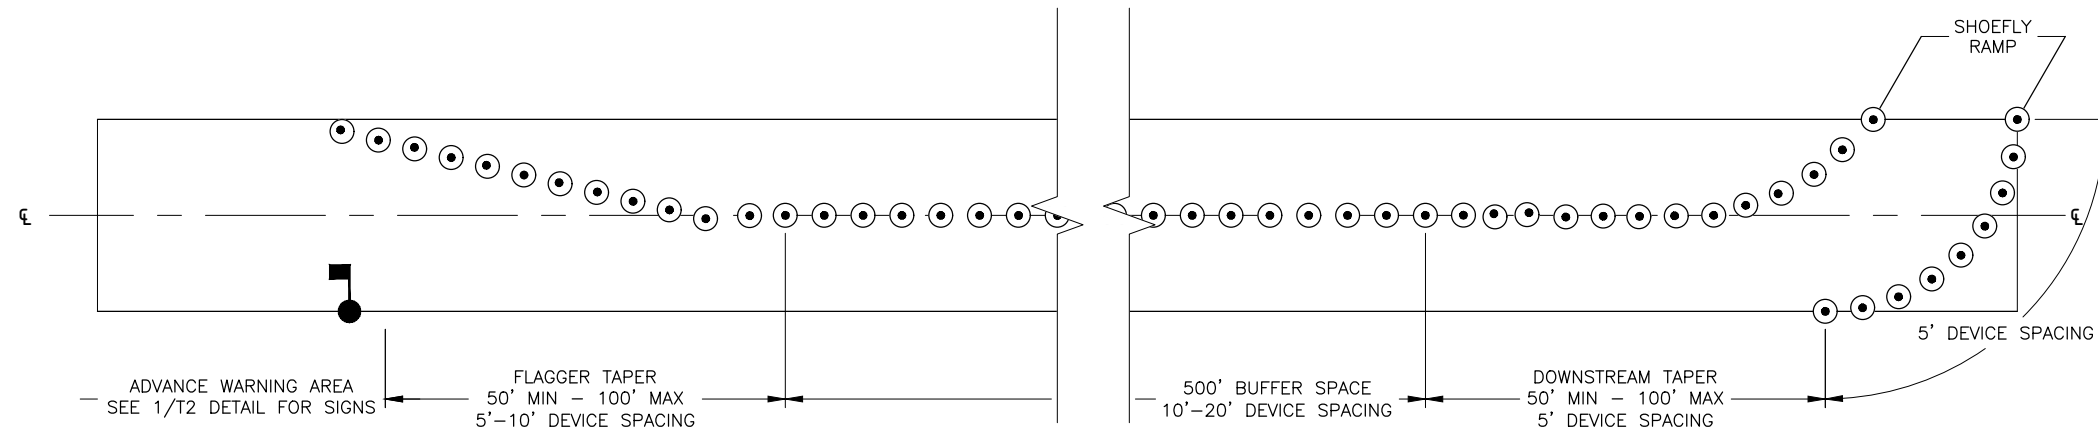 SHOEFLY
RAMP
℄
℄
5' DEVICE SPACING
ADVANCE WARNING AREA
SEE 1/T2 DETAIL FOR SIGNS
FLAGGER TAPER
50' MIN – 100' MAX
5'–10' DEVICE SPACING
500' BUFFER SPACE
10'–20' DEVICE SPACING
DOWNSTREAM TAPER
50' MIN – 100' MAX
5' DEVICE SPACING